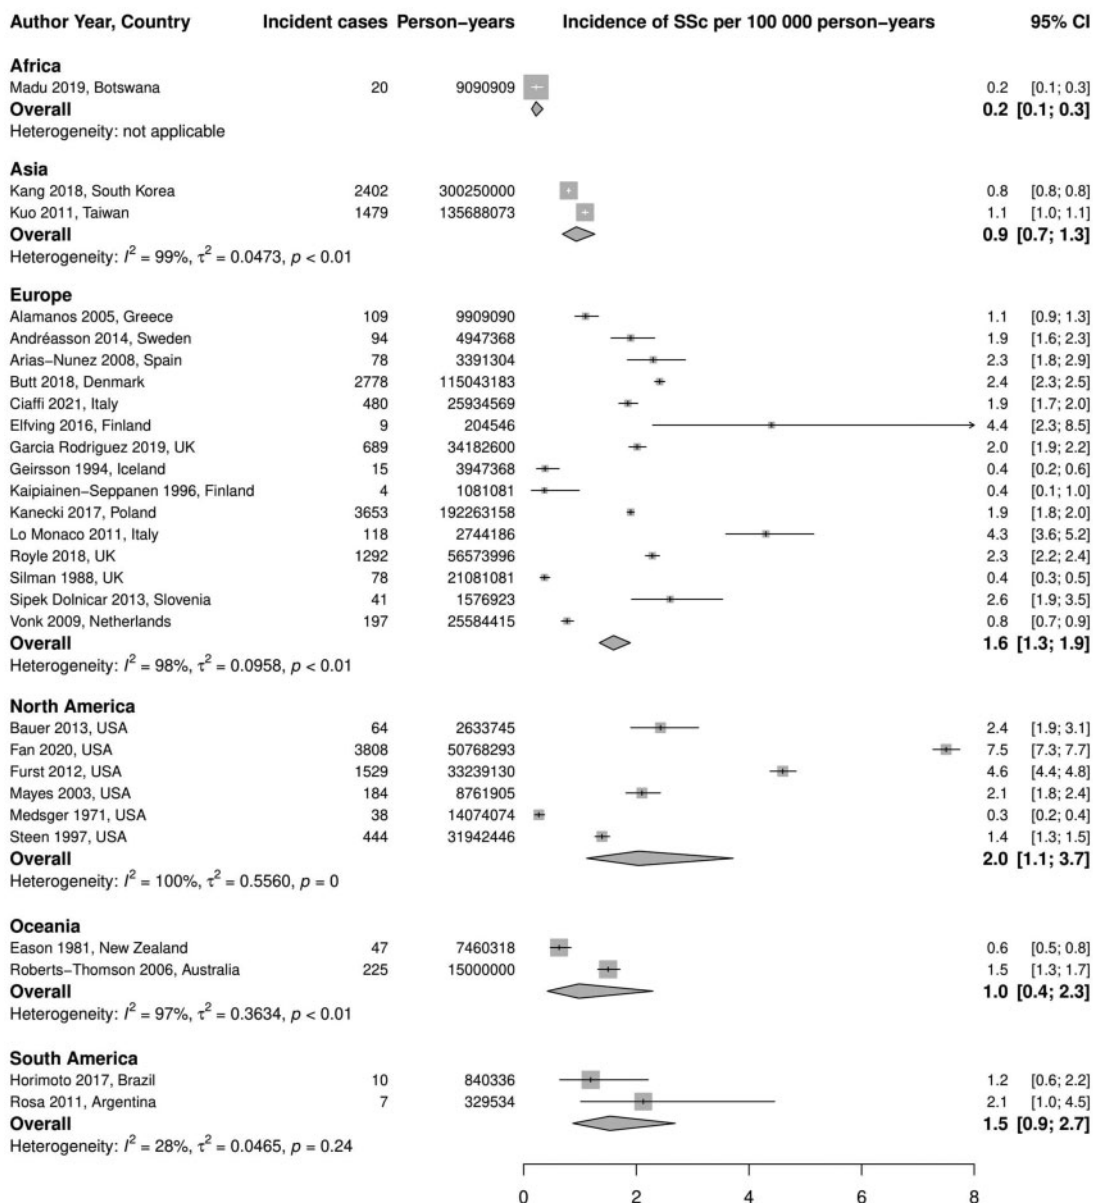 Author Year, Country Incident cases Person−years Incidence of SSc per 100 000 person−years 95% CI
Africa
Madu 2019, Botswana 20 9090909 0.2 [0.1; 0.3]
Overall 0.2 [0.1; 0.3]
Heterogeneity: not applicable
Asia
Kang 2018, South Korea 2402 300250000 0.8 [0.8; 0.8]
Kuo 2011, Taiwan 1479 135688073 1.1 [1.0; 1.1]
Overall 0.9 [0.7; 1.3]
Heterogeneity: I² = 99%, τ² = 0.0473, p < 0.01
Europe
Alamanos 2005, Greece 109 9909090 1.1 [0.9; 1.3]
Andréasson 2014, Sweden 94 4947368 1.9 [1.6; 2.3]
Arias−Nunez 2008, Spain 78 3391304 2.3 [1.8; 2.9]
Butt 2018, Denmark 2778 115043183 2.4 [2.3; 2.5]
Ciaffi 2021, Italy 480 25934569 1.9 [1.7; 2.0]
Elfving 2016, Finland 9 204546 4.4 [2.3; 8.5]
Garcia Rodriguez 2019, UK 689 34182600 2.0 [1.9; 2.2]
Geirsson 1994, Iceland 15 3947368 0.4 [0.2; 0.6]
Kaipiainen−Seppanen 1996, Finland 4 1081081 0.4 [0.1; 1.0]
Kanecki 2017, Poland 3653 192263158 1.9 [1.8; 2.0]
Lo Monaco 2011, Italy 118 2744186 4.3 [3.6; 5.2]
Royle 2018, UK 1292 56573996 2.3 [2.2; 2.4]
Silman 1988, UK 78 21081081 0.4 [0.3; 0.5]
Sipek Dolnicar 2013, Slovenia 41 1576923 2.6 [1.9; 3.5]
Vonk 2009, Netherlands 197 25584415 0.8 [0.7; 0.9]
Overall 1.6 [1.3; 1.9]
Heterogeneity: I² = 98%, τ² = 0.0958, p < 0.01
North America
Bauer 2013, USA 64 2633745 2.4 [1.9; 3.1]
Fan 2020, USA 3808 50768293 7.5 [7.3; 7.7]
Furst 2012, USA 1529 33239130 4.6 [4.4; 4.8]
Mayes 2003, USA 184 8761905 2.1 [1.8; 2.4]
Medsger 1971, USA 38 14074074 0.3 [0.2; 0.4]
Steen 1997, USA 444 31942446 1.4 [1.3; 1.5]
Overall 2.0 [1.1; 3.7]
Heterogeneity: I² = 100%, τ² = 0.5560, p = 0
Oceania
Eason 1981, New Zealand 47 7460318 0.6 [0.5; 0.8]
Roberts−Thomson 2006, Australia 225 15000000 1.5 [1.3; 1.7]
Overall 1.0 [0.4; 2.3]
Heterogeneity: I² = 97%, τ² = 0.3634, p < 0.01
South America
Horimoto 2017, Brazil 10 840336 1.2 [0.6; 2.2]
Rosa 2011, Argentina 7 329534 2.1 [1.0; 4.5]
Overall 1.5 [0.9; 2.7]
Heterogeneity: I² = 28%, τ² = 0.0465, p = 0.24
0 2 4 6 8